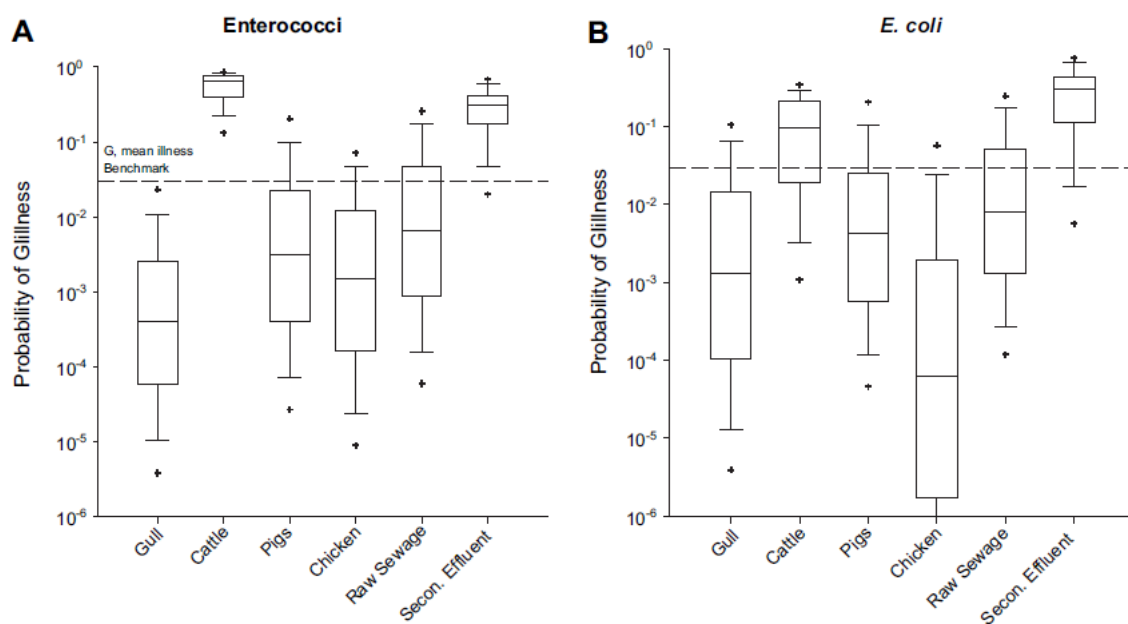 A
Enterococci
Probability of GIIllness
10^0
10^-1
10^-2
10^-3
10^-4
10^-5
10^-6
G, mean illness
Benchmark
Gull
Cattle
Pigs
Chicken
Raw Sewage
Secon. Effluent
B
E. coli
Probability of GIIllness
10^0
10^-1
10^-2
10^-3
10^-4
10^-5
10^-6
Gull
Cattle
Pigs
Chicken
Raw Sewage
Secon. Effluent